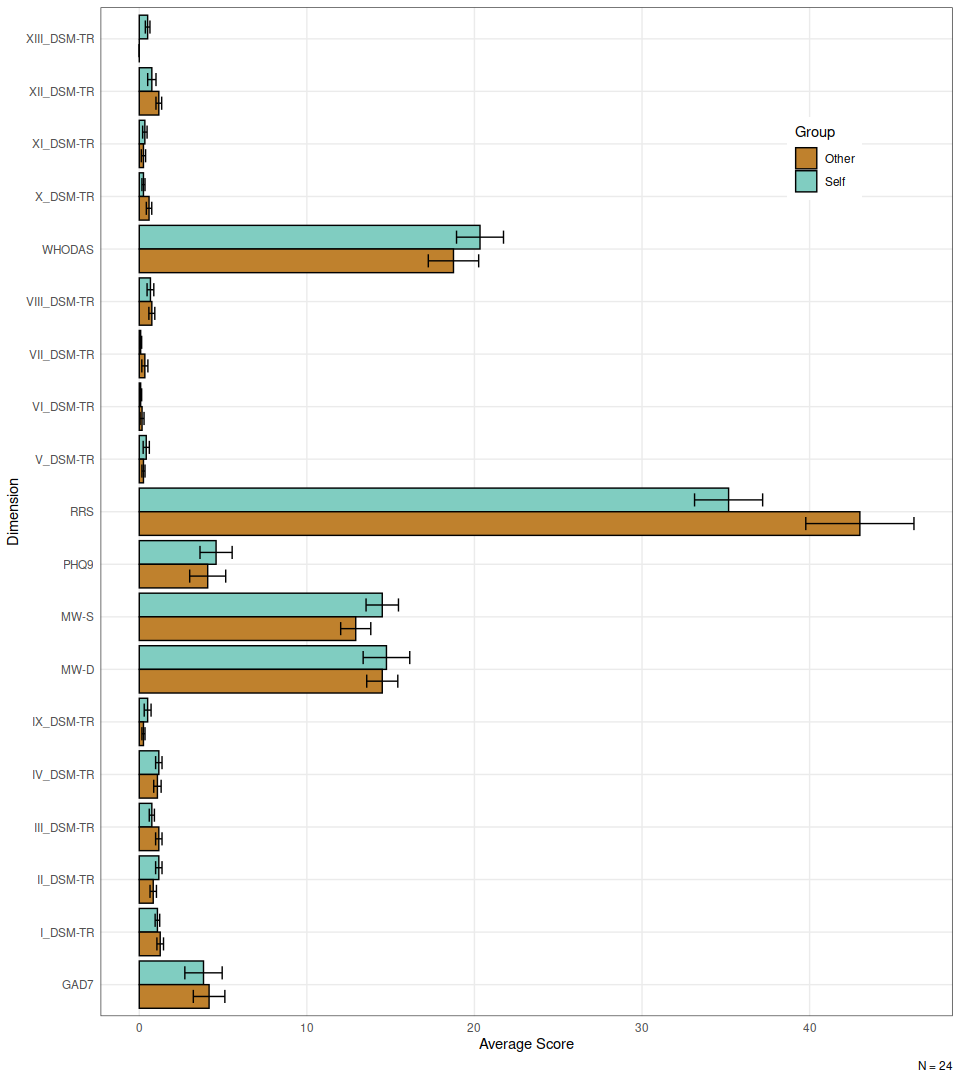 XIII_DSM-TR
XII_DSM-TR
XI_DSM-TR
X_DSM-TR
WHODAS
VIII_DSM-TR
VII_DSM-TR
VI_DSM-TR
V_DSM-TR
RRS
PHQ9
MW-S
MW-D
IX_DSM-TR
IV_DSM-TR
III_DSM-TR
II_DSM-TR
I_DSM-TR
GAD7
Dimension
Group
Other
Self
0 10 20 30 40
Average Score
N = 24